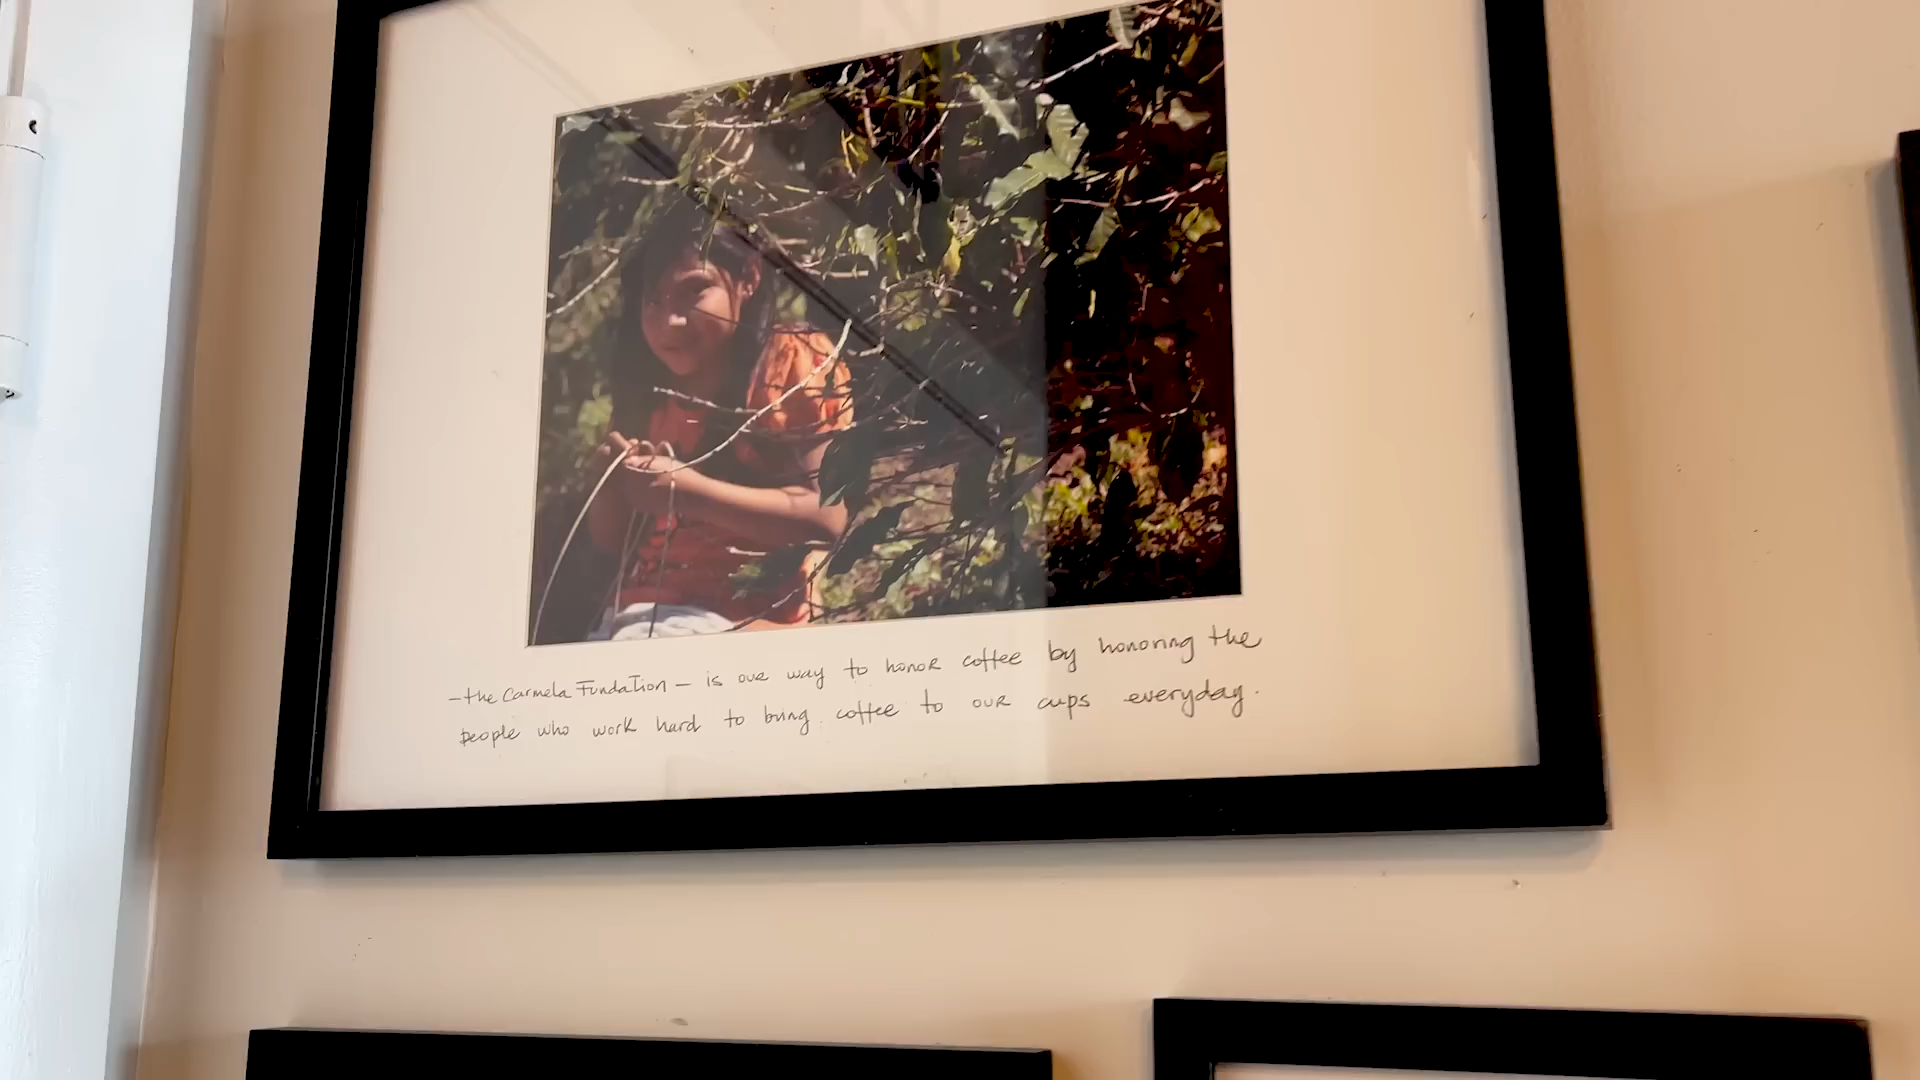 - the Carmela Fundation - is our way to honor coffee by honoring the
people who work hard to bring coffee to our cups everyday.